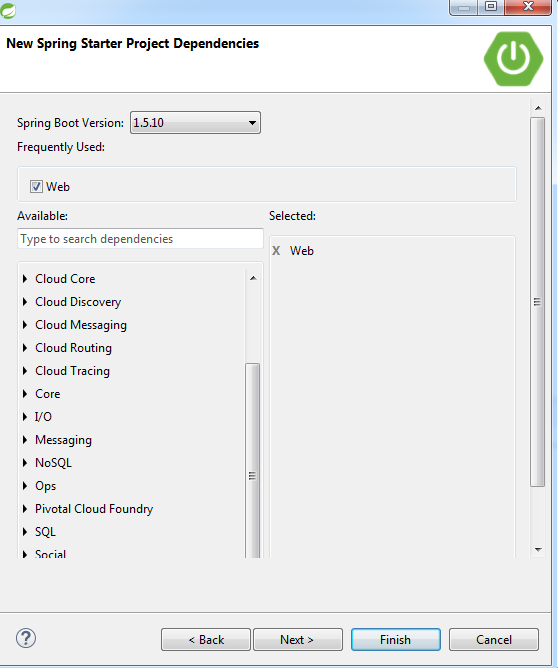 New Spring Starter Project Dependencies
Spring Boot Version: 1.5.10
Frequently Used:
Web
Available: Selected:
Type to search dependencies
X Web
Cloud Core
Cloud Discovery
Cloud Messaging
Cloud Routing
Cloud Tracing
Core
I/O
Messaging
NoSQL
Ops
Pivotal Cloud Foundry
SQL
Social
? < Back Next > Finish Cancel